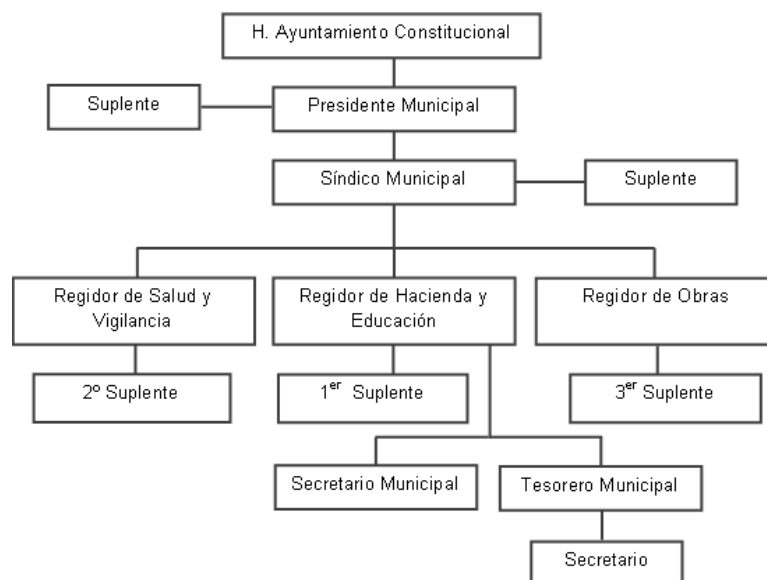 H. Ayuntamiento Constitucional
Suplente
Presidente Municipal
Síndico Municipal
Suplente
Regidor de Salud y
Vigilancia
Regidor de Hacienda y
Educación
Regidor de Obras
2º Suplente
1er Suplente
3er Suplente
Secretario Municipal
Tesorero Municipal
Secretario